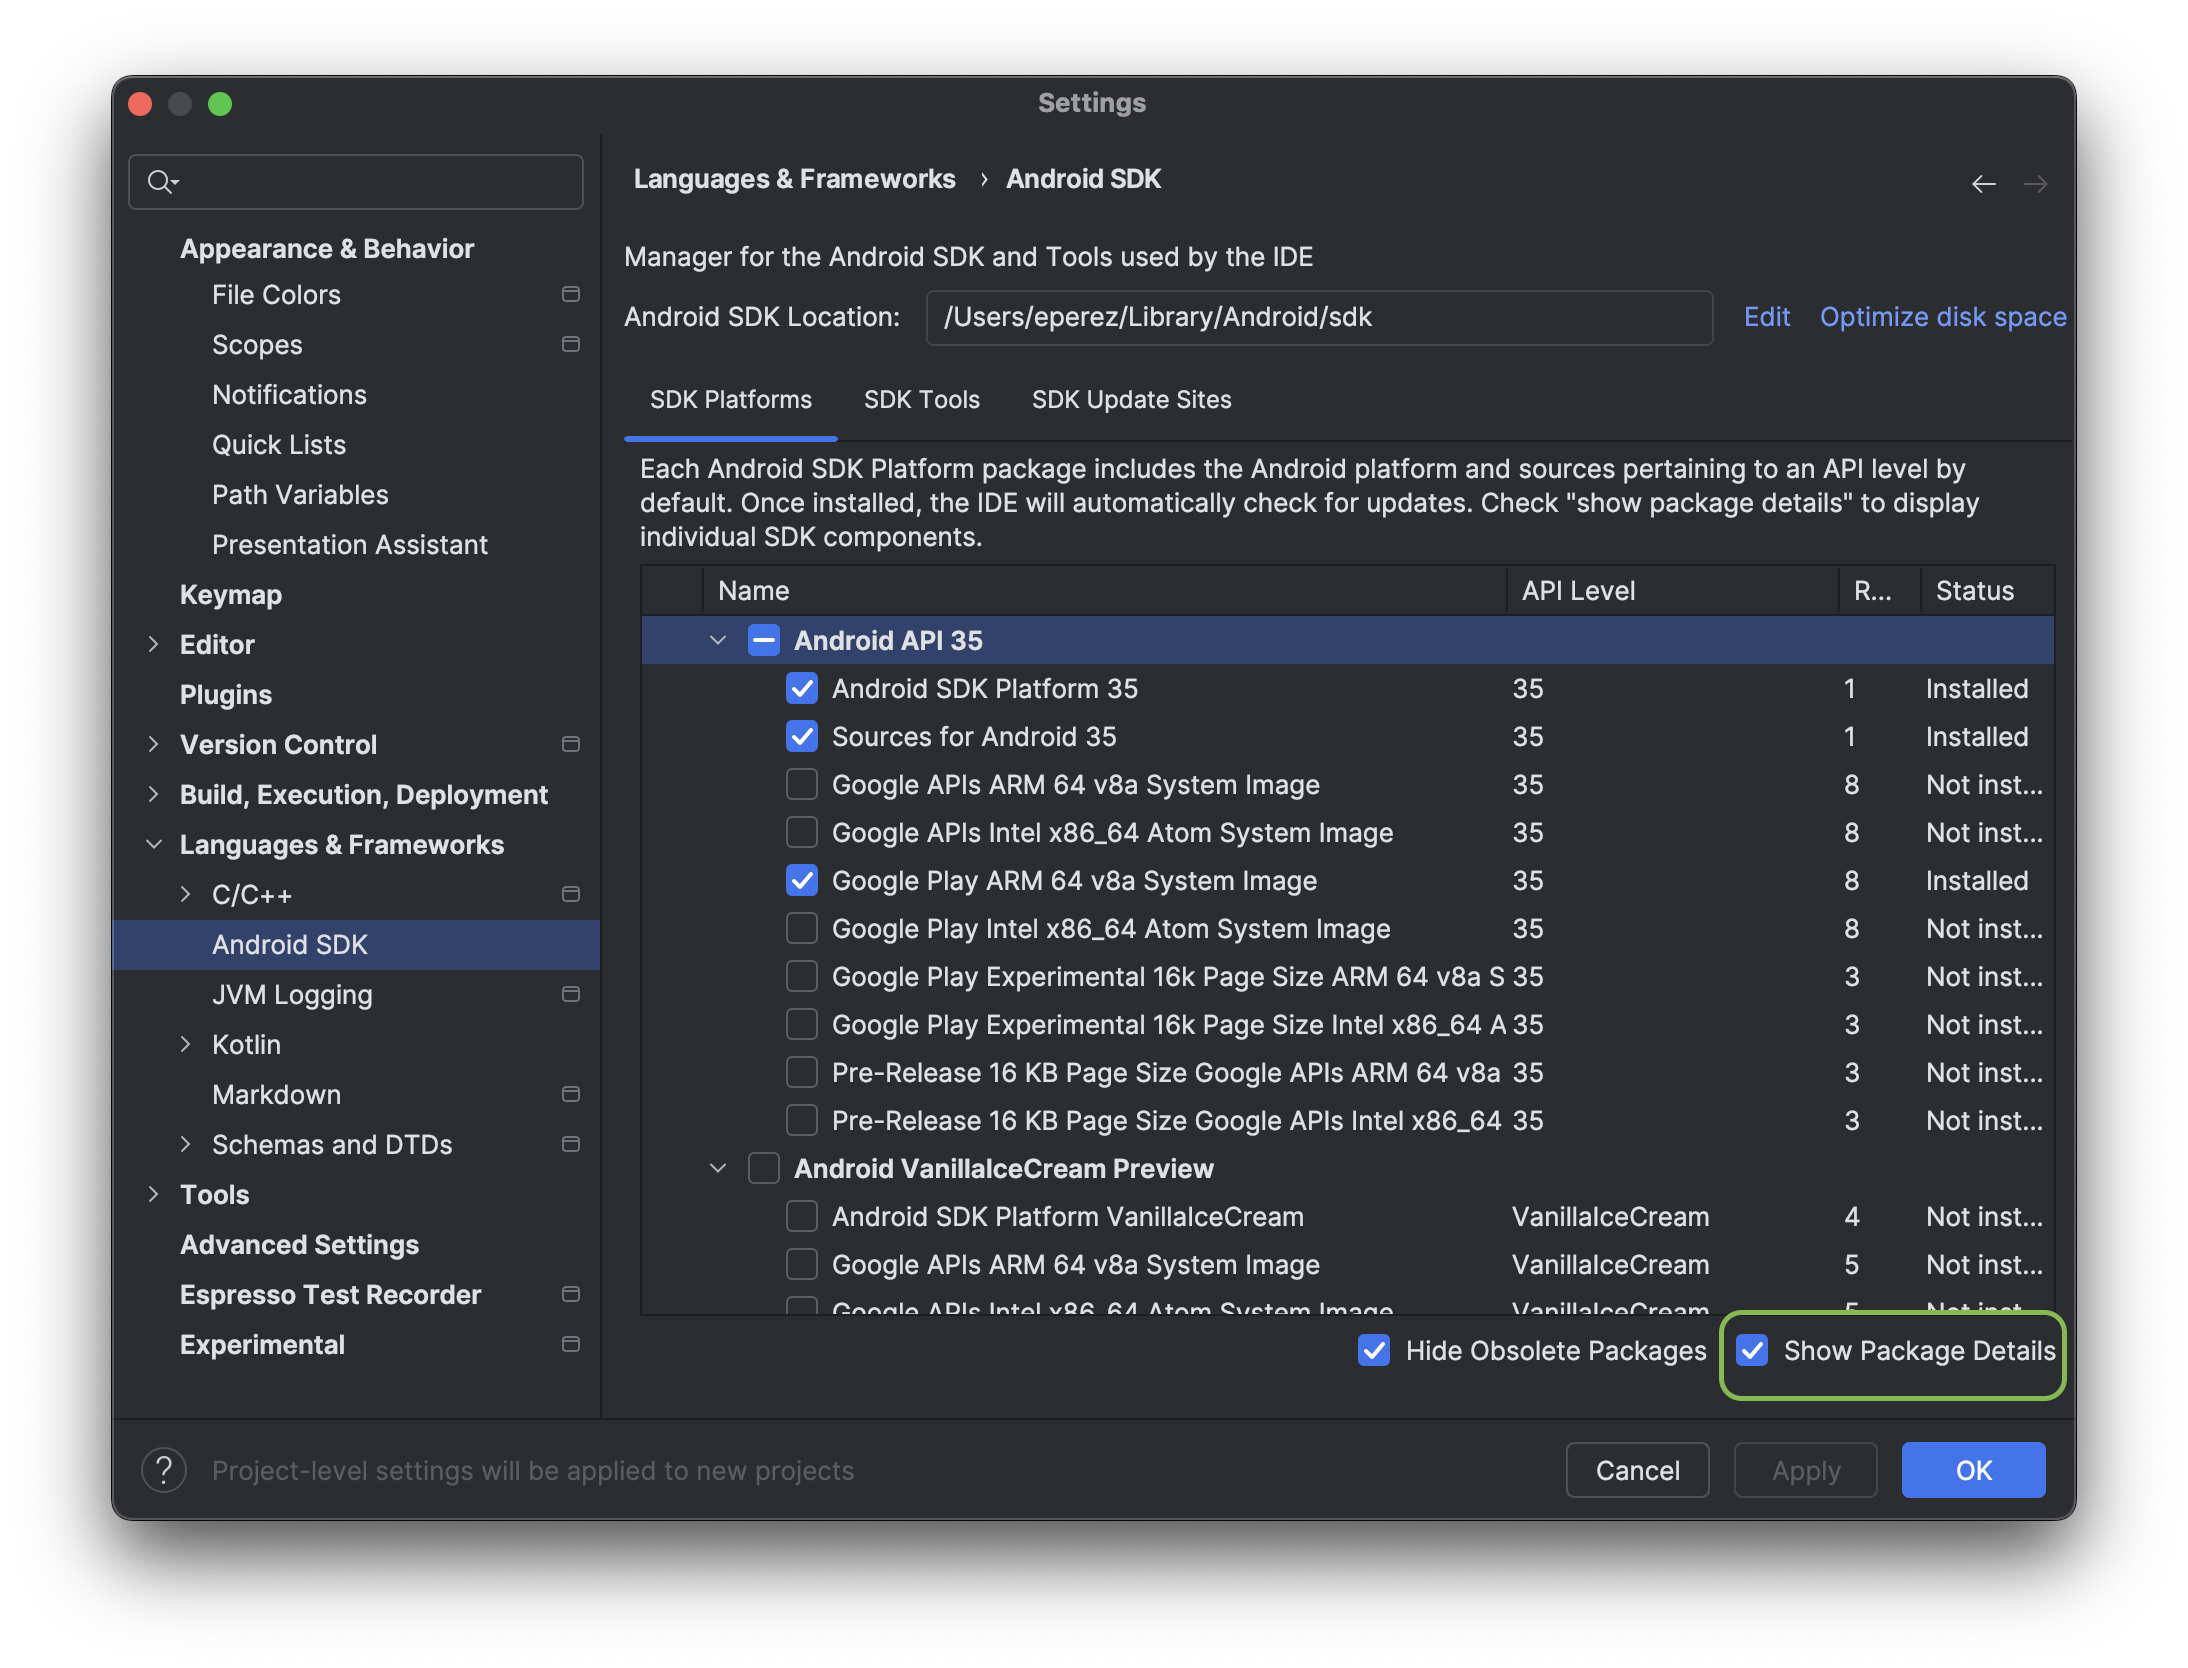 Settings
Appearance & Behavior
File Colors
Scopes
Notifications
Quick Lists
Path Variables
Presentation Assistant
Keymap
Editor
Plugins
Version Control
Build, Execution, Deployment
Languages & Frameworks
C/C++
Android SDK
JVM Logging
Kotlin
Markdown
Schemas and DTDs
Tools
Advanced Settings
Espresso Test Recorder
Experimental
Languages & Frameworks › Android SDK
Manager for the Android SDK and Tools used by the IDE
Android SDK Location: /Users/eperez/Library/Android/sdk Edit Optimize disk space
SDK Platforms SDK Tools SDK Update Sites
Each Android SDK Platform package includes the Android platform and sources pertaining to an API level by
default. Once installed, the IDE will automatically check for updates. Check "show package details" to display
individual SDK components.
Name API Level R... Status
Android API 35
Android SDK Platform 35 35 1 Installed
Sources for Android 35 35 1 Installed
Google APIs ARM 64 v8a System Image 35 8 Not inst...
Google APIs Intel x86_64 Atom System Image 35 8 Not inst...
Google Play ARM 64 v8a System Image 35 8 Installed
Google Play Intel x86_64 Atom System Image 35 8 Not inst...
Google Play Experimental 16k Page Size ARM 64 v8a S 35 3 Not inst...
Google Play Experimental 16k Page Size Intel x86_64 A 35 3 Not inst...
Pre-Release 16 KB Page Size Google APIs ARM 64 v8a 35 3 Not inst...
Pre-Release 16 KB Page Size Google APIs Intel x86_64 35 3 Not inst...
Android VanillaIceCream Preview
Android SDK Platform VanillaIceCream VanillaIceCream 4 Not inst...
Google APIs ARM 64 v8a System Image VanillaIceCream 5 Not inst...
Google APIs Intel x86_64 Atom System Image VanillaIceCream 5 Not inst...
Hide Obsolete Packages Show Package Details
? Project-level settings will be applied to new projects
Cancel Apply OK